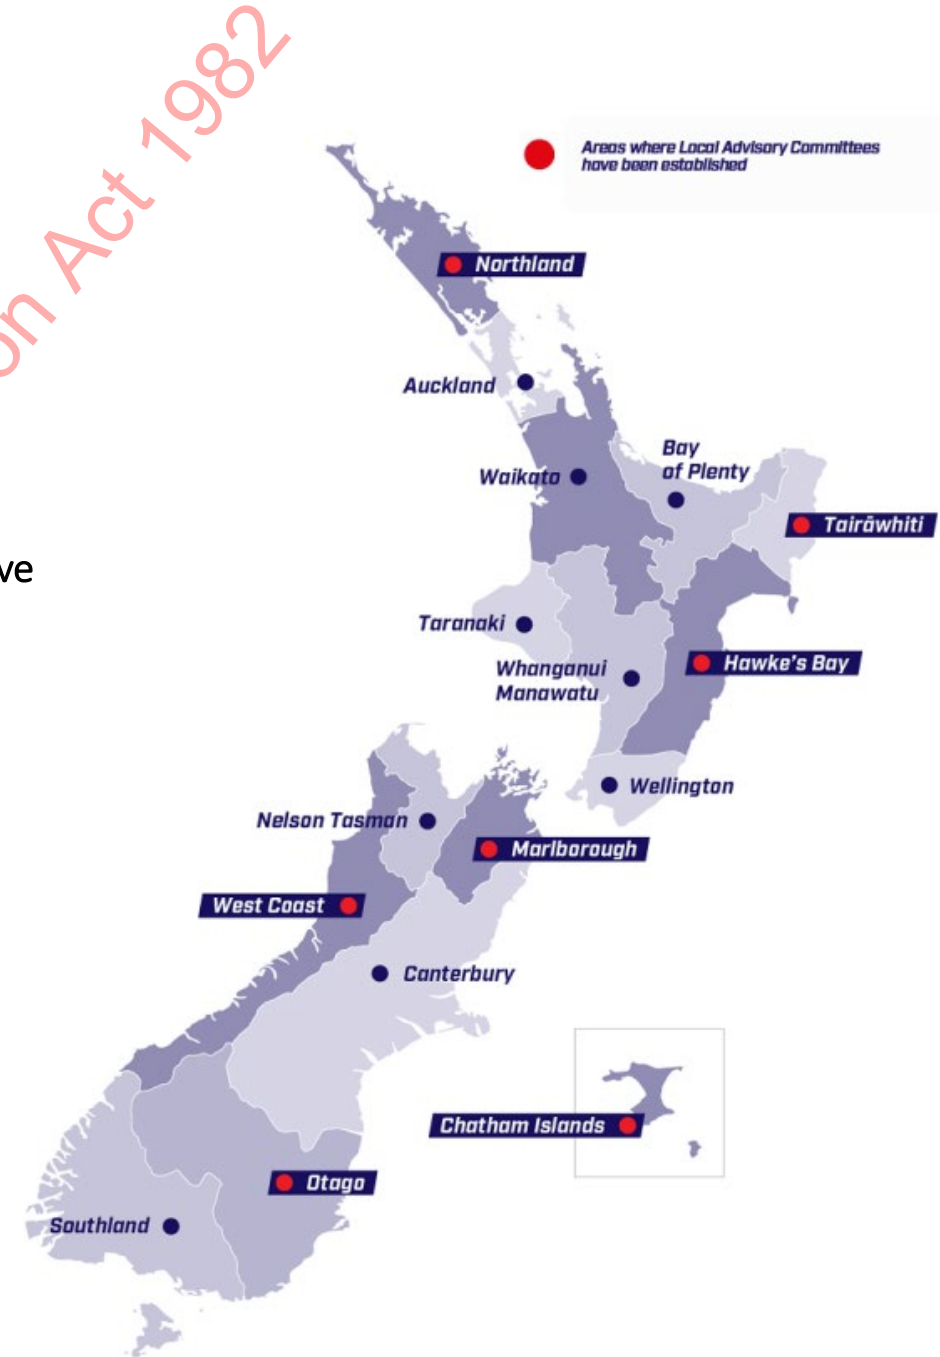 on Act 1982
Areas where Local Advisory Committees
have been established
Northland
Auckland
Bay
of Plenty
Waikato
Tairāwhiti
ve
Taranaki
Hawke's Bay
Whanganui
Manawatu
Wellington
Nelson Tasman
Marlborough
West Coast
Canterbury
Chatham Islands
Otago
Southland